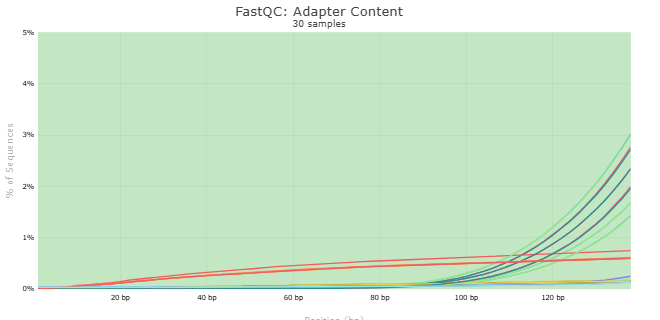 FastQC: Adapter Content
30 samples
5%
4%
3%
2%
1%
0%
% of Sequences
20 bp
40 bp
60 bp
80 bp
100 bp
120 bp
Position (bp)